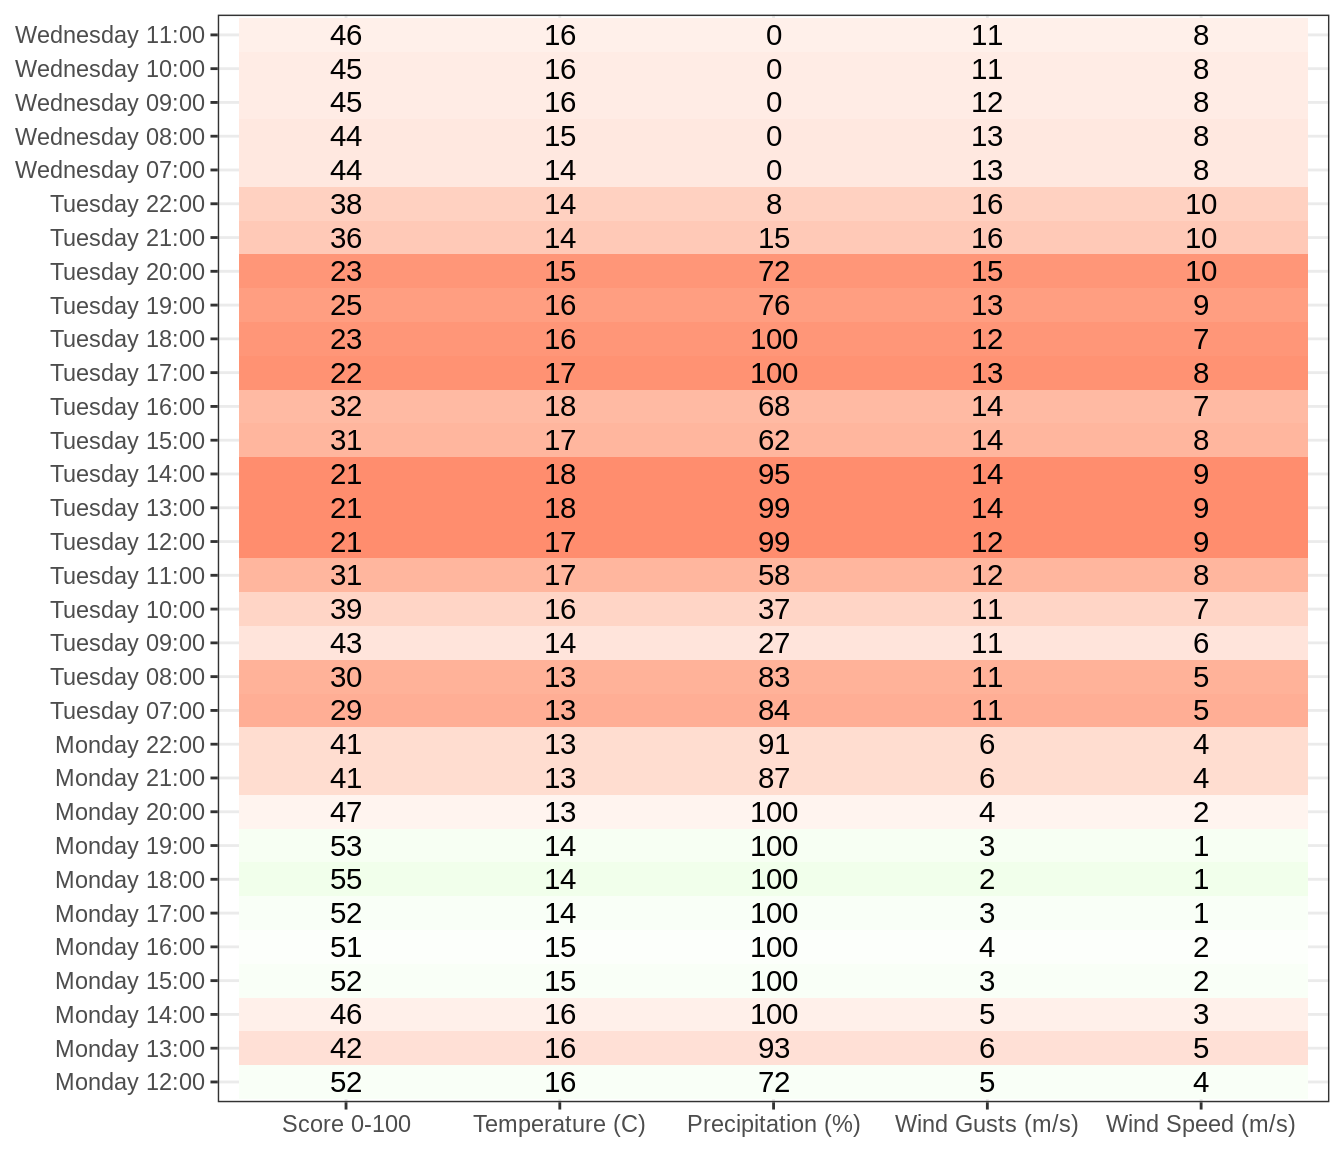 Wednesday 11:00 46 16 0 11 8
Wednesday 10:00 45 16 0 11 8
Wednesday 09:00 45 16 0 12 8
Wednesday 08:00 44 15 0 13 8
Wednesday 07:00 44 14 0 13 8
Tuesday 22:00 38 14 8 16 10
Tuesday 21:00 36 14 15 16 10
Tuesday 20:00 23 15 72 15 10
Tuesday 19:00 25 16 76 13 9
Tuesday 18:00 23 16 100 12 7
Tuesday 17:00 22 17 100 13 8
Tuesday 16:00 32 18 68 14 7
Tuesday 15:00 31 17 62 14 8
Tuesday 14:00 21 18 95 14 9
Tuesday 13:00 21 18 99 14 9
Tuesday 12:00 21 17 99 12 9
Tuesday 11:00 31 17 58 12 8
Tuesday 10:00 39 16 37 11 7
Tuesday 09:00 43 14 27 11 6
Tuesday 08:00 30 13 83 11 5
Tuesday 07:00 29 13 84 11 5
Monday 22:00 41 13 91 6 4
Monday 21:00 41 13 87 6 4
Monday 20:00 47 13 100 4 2
Monday 19:00 53 14 100 3 1
Monday 18:00 55 14 100 2 1
Monday 17:00 52 14 100 3 1
Monday 16:00 51 15 100 4 2
Monday 15:00 52 15 100 3 2
Monday 14:00 46 16 100 5 3
Monday 13:00 42 16 93 6 5
Monday 12:00 52 16 72 5 4
Score 0-100 Temperature (C) Precipitation (%) Wind Gusts (m/s) Wind Speed (m/s)